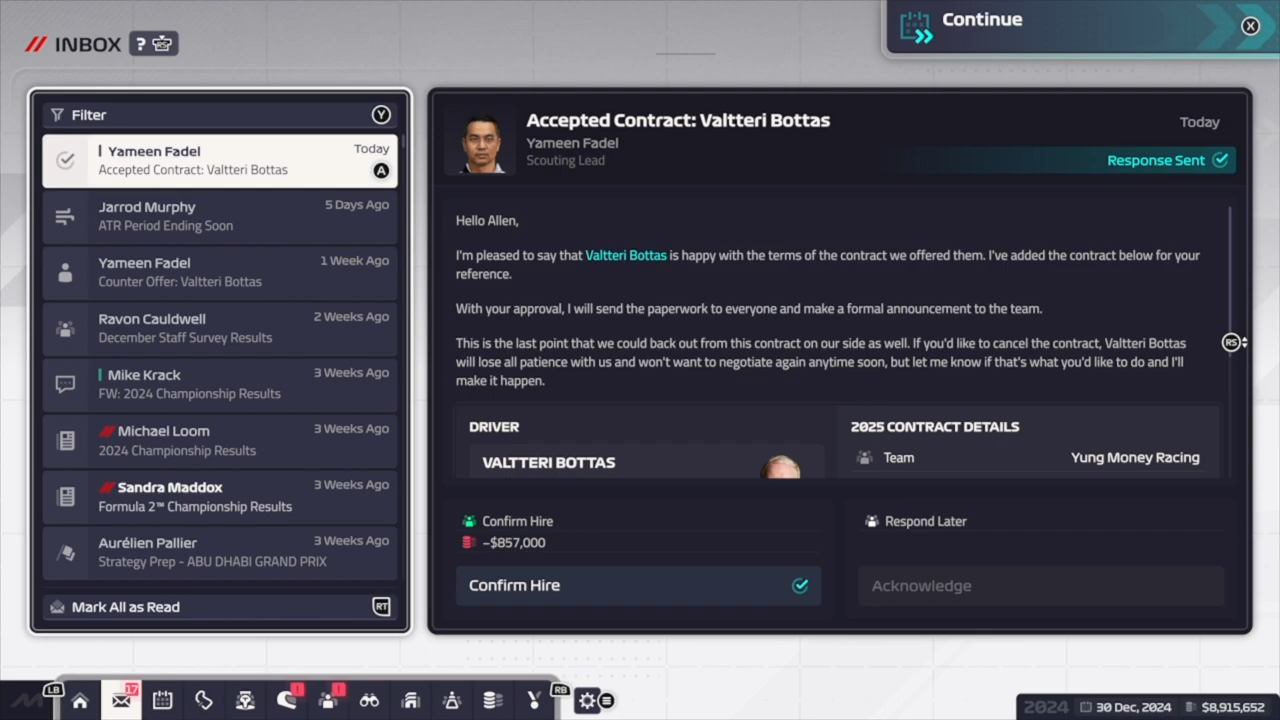 INBOX ?
Continue
Filter Y
Yameen Fadel Today
Accepted Contract: Valtteri Bottas A
Jarrod Murphy 5 Days Ago
ATR Period Ending Soon
Yameen Fadel 1 Week Ago
Counter Offer: Valtteri Bottas
Ravon Cauldwell 2 Weeks Ago
December Staff Survey Results
Mike Krack 3 Weeks Ago
FW: 2024 Championship Results
Michael Loom 3 Weeks Ago
2024 Championship Results
Sandra Maddox 3 Weeks Ago
Formula 2™ Championship Results
Aurélien Pallier 3 Weeks Ago
Strategy Prep - ABU DHABI GRAND PRIX
Mark All as Read RT
Accepted Contract: Valtteri Bottas Today
Yameen Fadel
Scouting Lead
Response Sent
Hello Allen,
I'm pleased to say that Valtteri Bottas is happy with the terms of the contract we offered them. I've added the contract below for your
reference.
With your approval, I will send the paperwork to everyone and make a formal announcement to the team.
This is the last point that we could back out from this contract on our side as well. If you'd like to cancel the contract, Valtteri Bottas
will lose all patience with us and won't want to negotiate again anytime soon, but let me know if that's what you'd like to do and I'll
make it happen.
RS
DRIVER
VALTTERI BOTTAS
2025 CONTRACT DETAILS
Team Yung Money Racing
Confirm Hire
-$857,000
Confirm Hire
Respond Later
Acknowledge
LB 17 ! ! RB
2024 30 Dec, 2024 $8,915,652